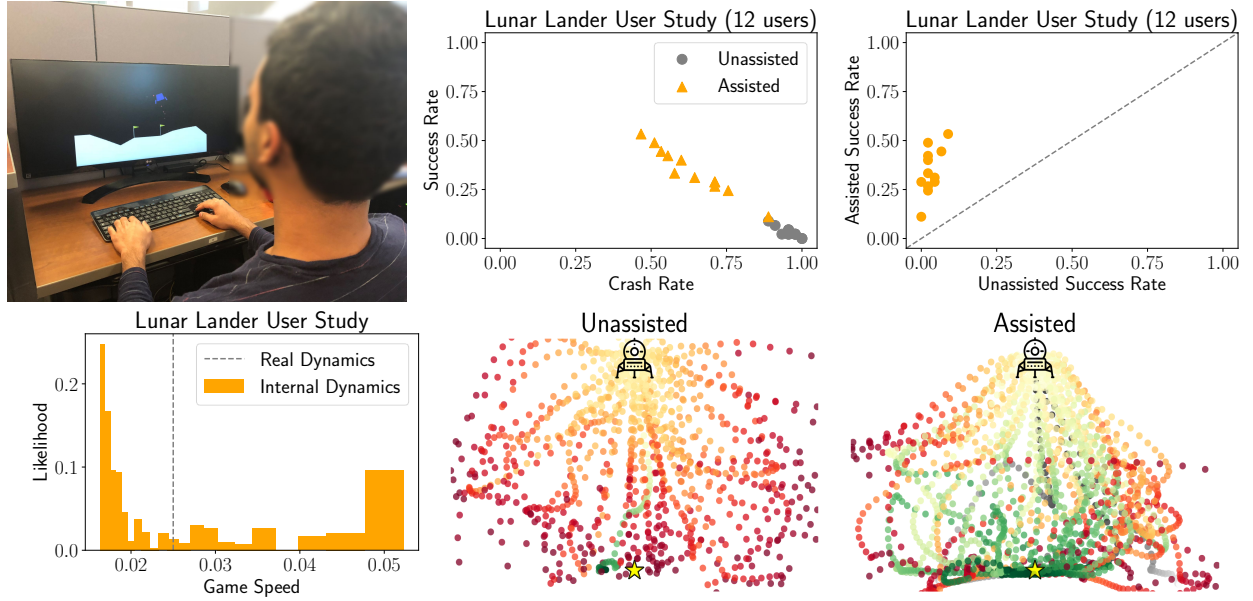 Lunar Lander User Study (12 users)
Success Rate
1.00
0.75
0.50
0.25
0.00
Unassisted
Assisted
0.00 0.25 0.50 0.75 1.00
Crash Rate
Lunar Lander User Study (12 users)
Assisted Success Rate
1.00
0.75
0.50
0.25
0.00
0.00 0.25 0.50 0.75 1.00
Unassisted Success Rate
Lunar Lander User Study
Likelihood
0.2
0.1
0.0
Real Dynamics
Internal Dynamics
0.02 0.03 0.04 0.05
Game Speed
Unassisted
Assisted